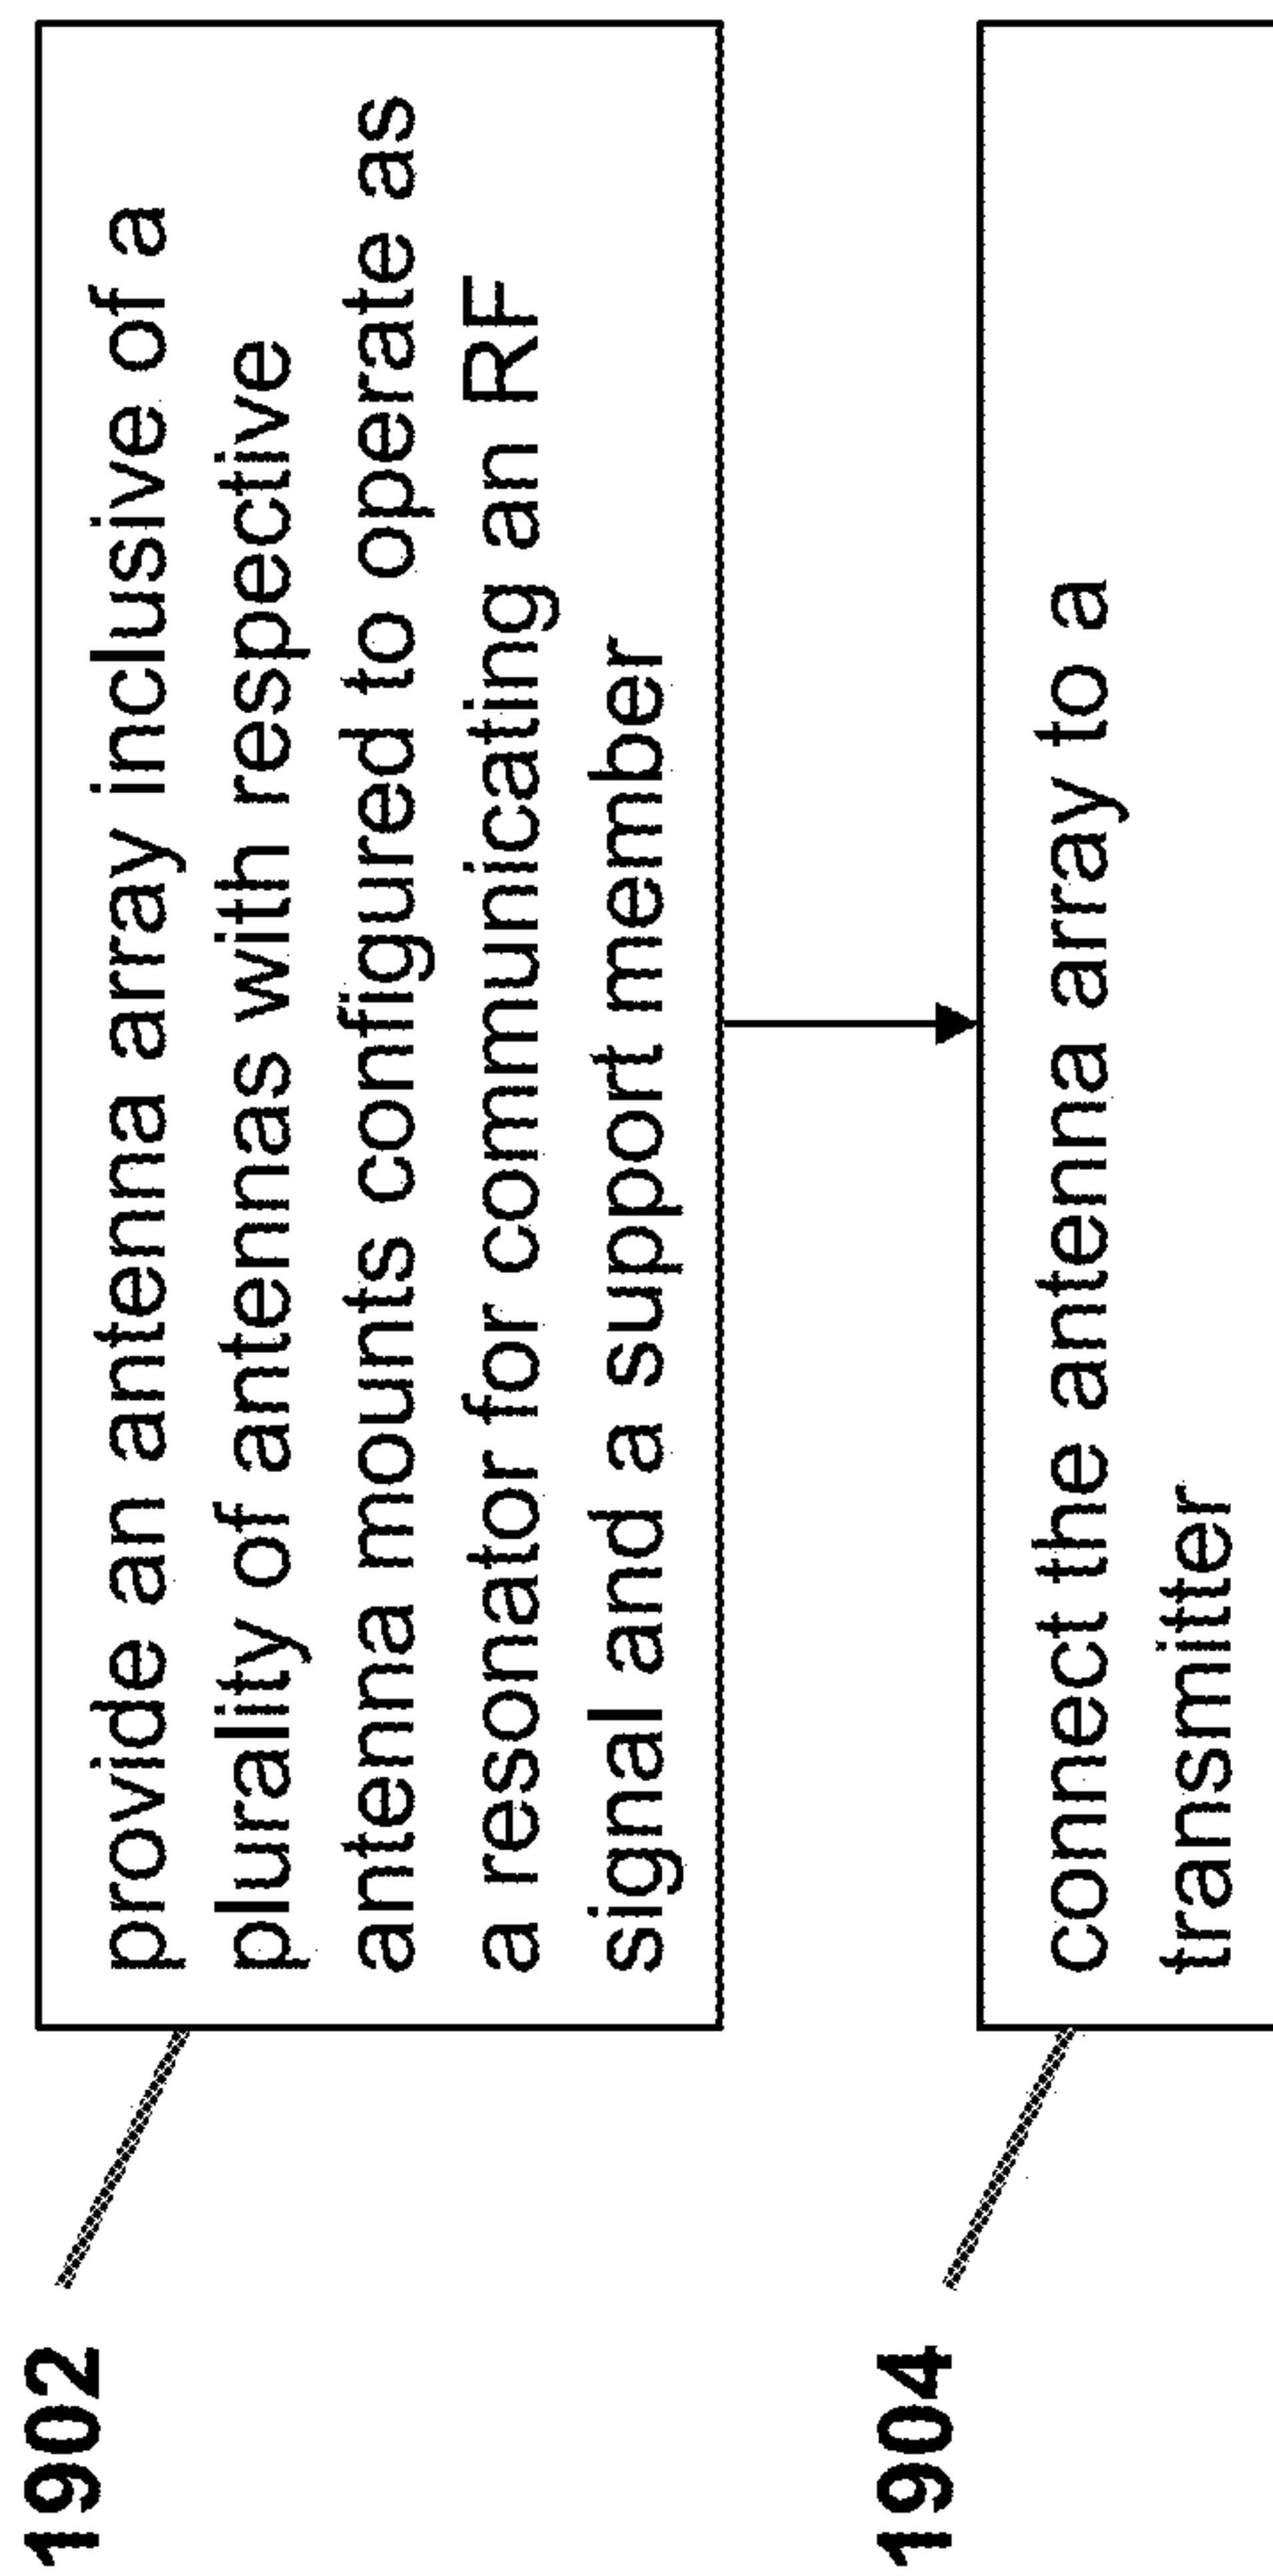 1902
provide an antenna array inclusive of a
plurality of antennas with respective
antenna mounts configured to operate as
a resonator for communicating an RF
signal and a support member
1904
connect the antenna array to a
transmitter